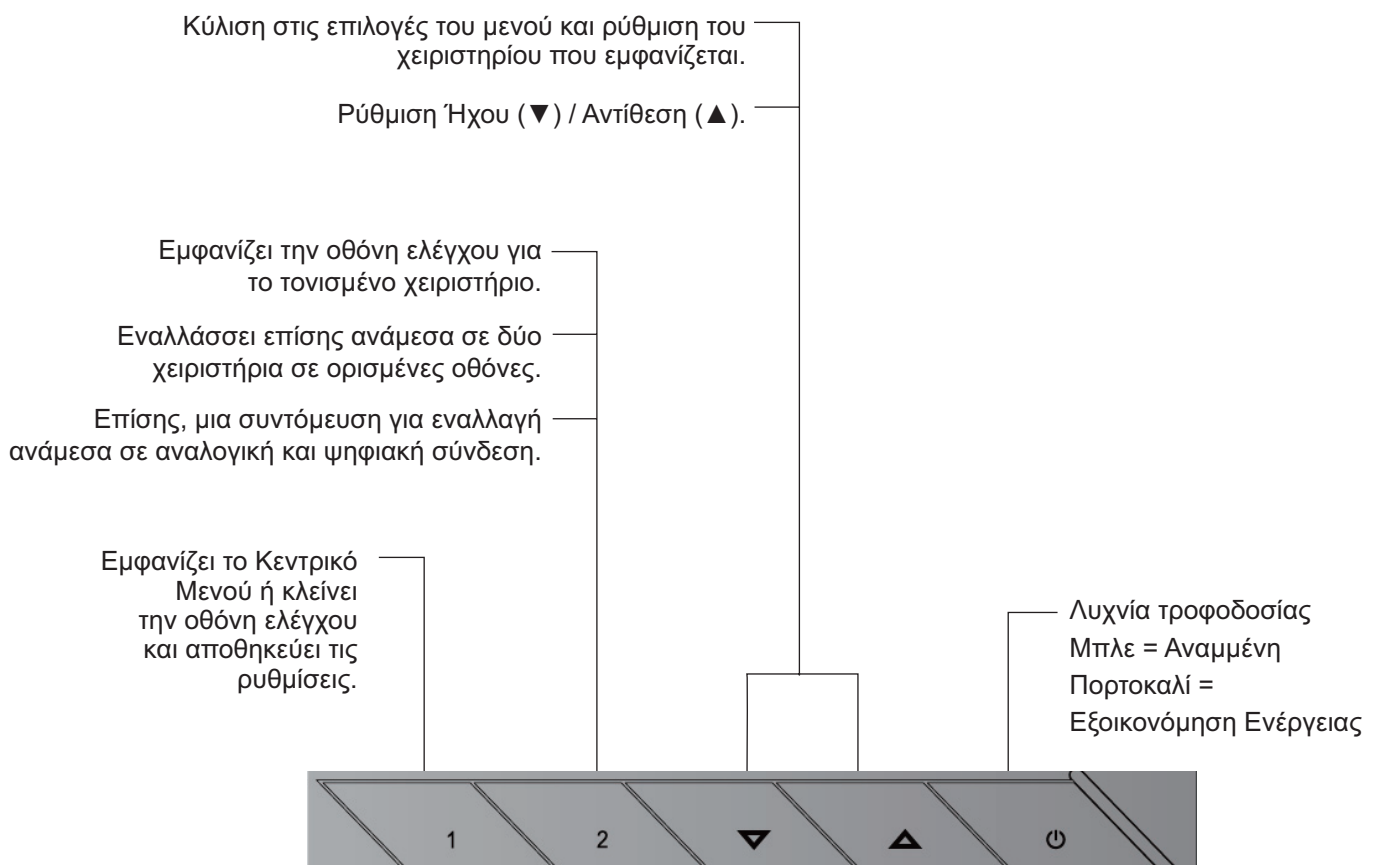 Κύλιση στις επιλογές του μενού και ρύθμιση του
χειριστηρίου που εμφανίζεται.
Ρύθμιση Ήχου (▼) / Αντίθεση (▲).
Εμφανίζει την οθόνη ελέγχου για
το τονισμένο χειριστήριο.
Εναλλάσσει επίσης ανάμεσα σε δύο
χειριστήρια σε ορισμένες οθόνες.
Επίσης, μια συντόμευση για εναλλαγή
ανάμεσα σε αναλογική και ψηφιακή σύνδεση.
Εμφανίζει το Κεντρικό
Μενού ή κλείνει
την οθόνη ελέγχου
και αποθηκεύει τις
ρυθμίσεις.
Λυχνία τροφοδοσίας
Μπλε = Αναμμένη
Πορτοκαλί =
Εξοικονόμηση Ενέργειας
1 2